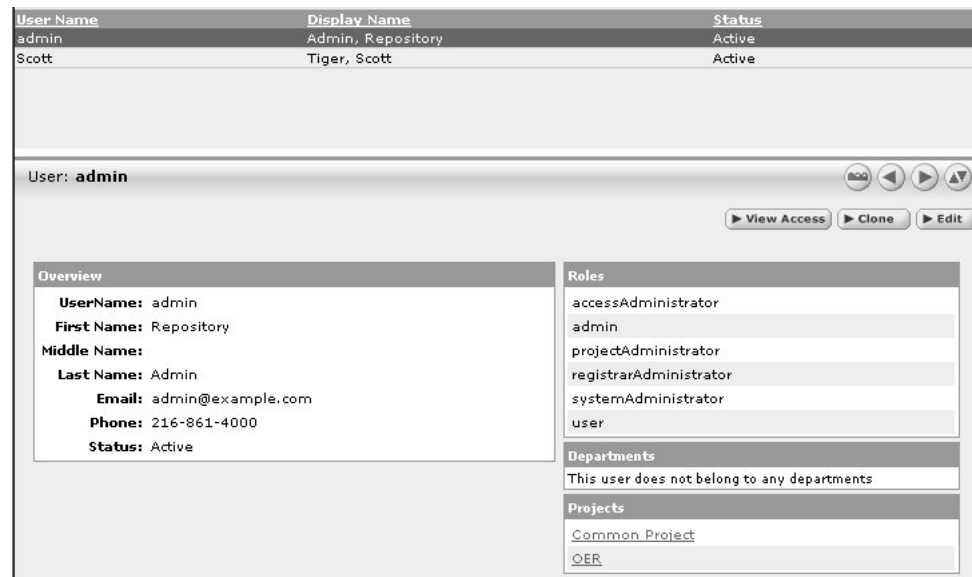 User Name Display Name Status
admin Admin, Repository Active
Scott Tiger, Scott Active
User: admin
View Access Clone Edit
Overview
UserName: admin
First Name: Repository
Middle Name:
Last Name: Admin
Email: admin@example.com
Phone: 216-861-4000
Status: Active
Roles
accessAdministrator
admin
projectAdministrator
registrarAdministrator
systemAdministrator
user
Departments
This user does not belong to any departments
Projects
Common Project
OER